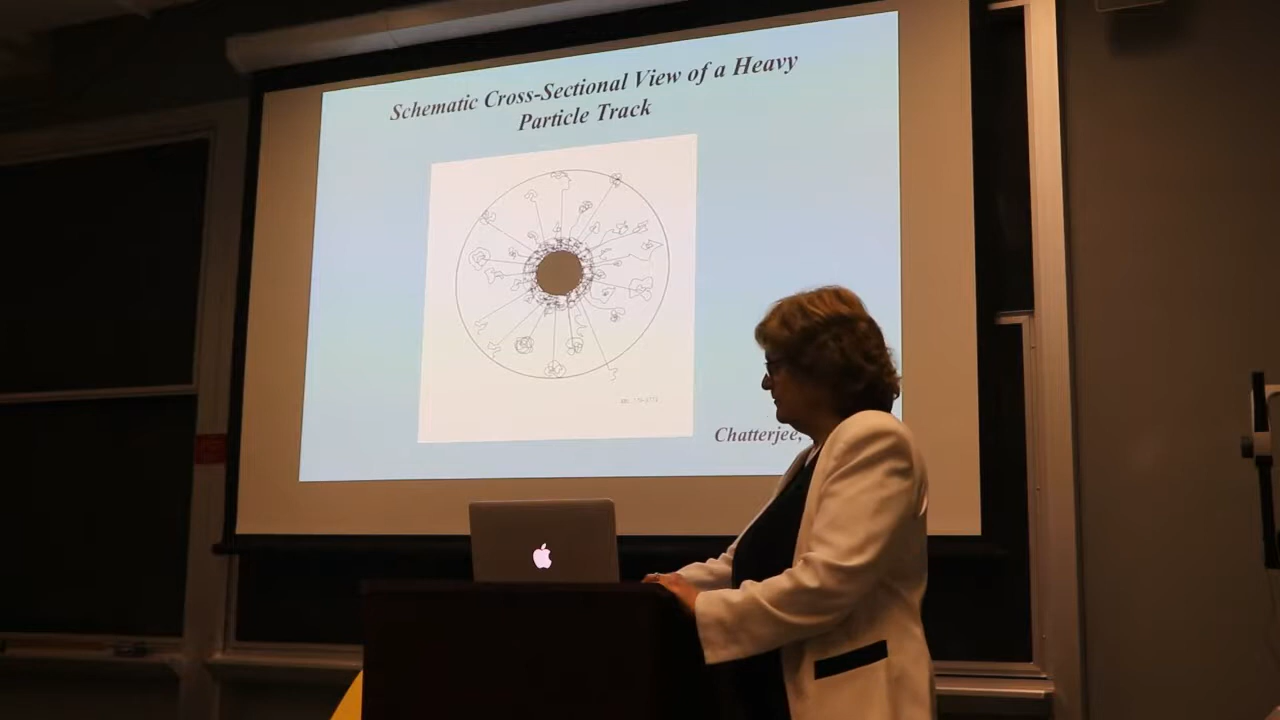 Schematic Cross-Sectional View of a Heavy
Particle Track
Chatterjee,